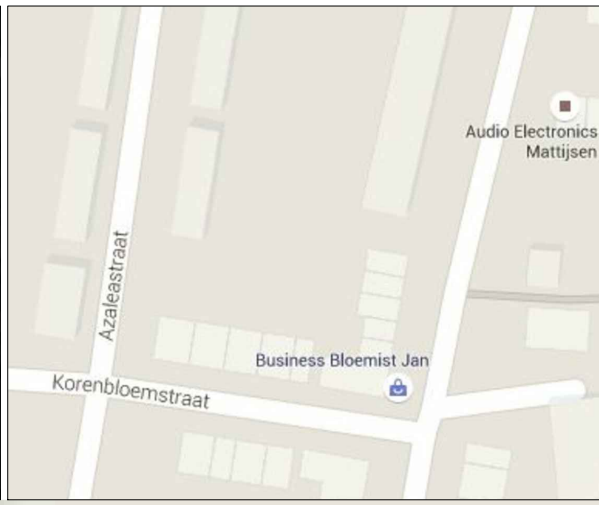 Audio Electronics
Mattijsen
Azaleastraat
Business Bloemist Jan
Korenbloemstraat